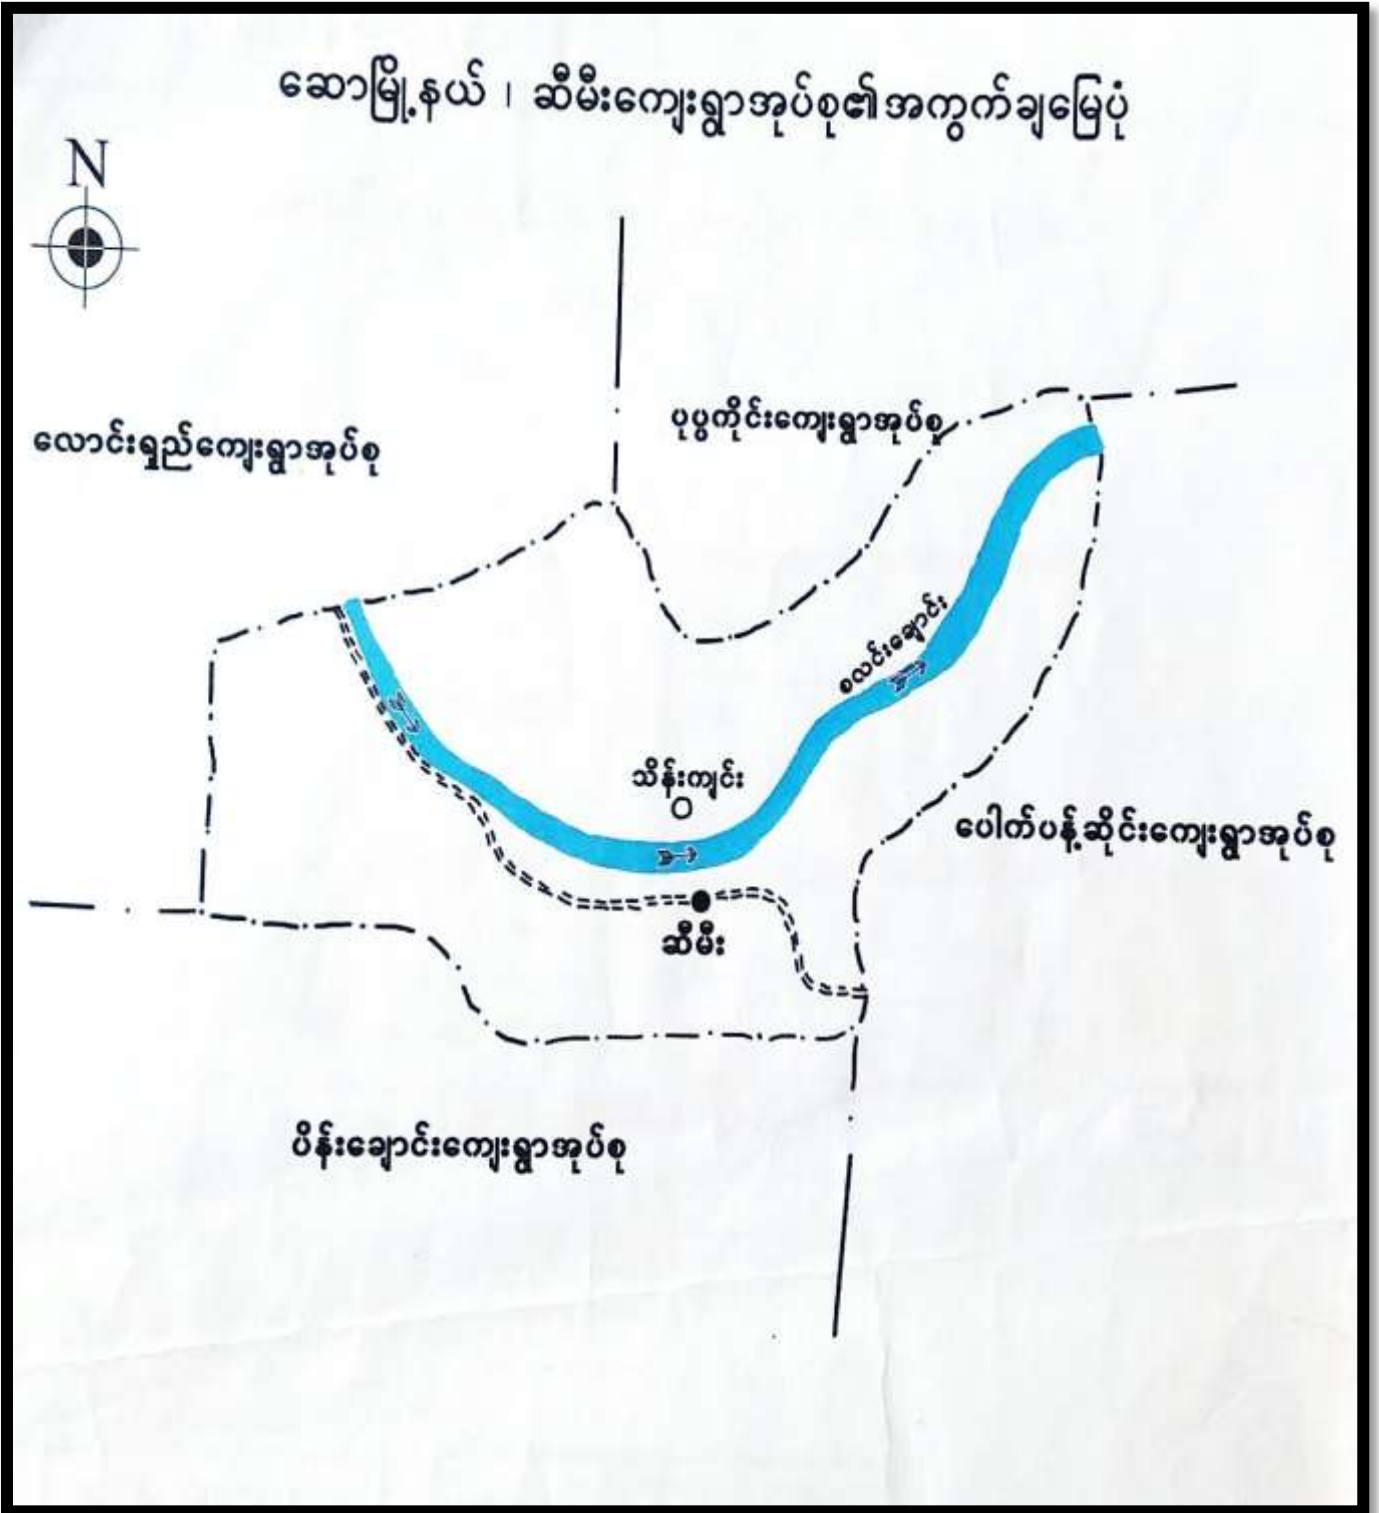 ဆောမြို့နယ် ၊ ဆီမီးကျေးရွာအုပ်စု၏အကွက်ချမြေပုံ
N
ပုပ္ပကိုင်းကျေးရွာအုပ်စု
လောင်းရှည်ကျေးရွာအုပ်စု
စလင်းချောင်း
သိန်းကျင်း
ပေါက်ပန့်ဆိုင်းကျေးရွာအုပ်စု
ဆီမီး
ပိန်းချောင်းကျေးရွာအုပ်စု